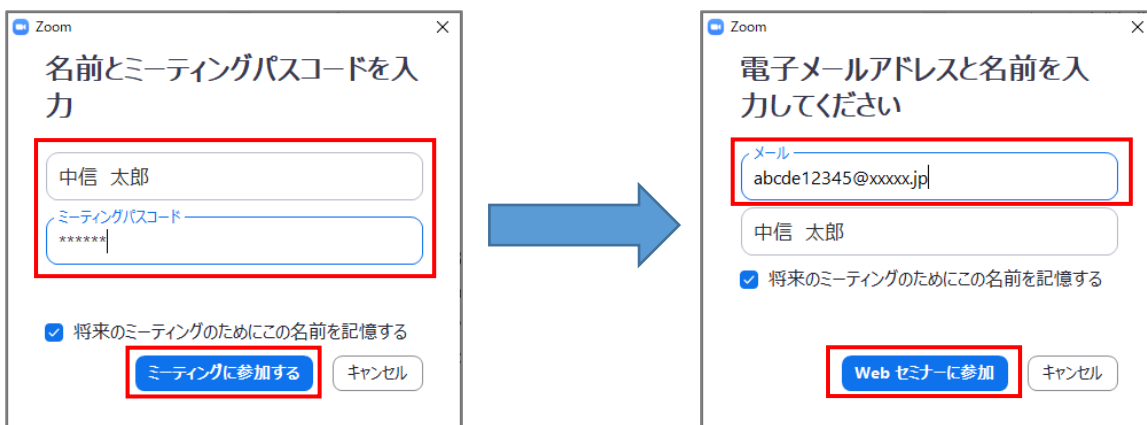 Zoom
名前とミーティングパスコードを入
力
中信 太郎
ミーティングパスコード
******
将来のミーティングのためにこの名前を記憶する
ミーティングに参加する
キャンセル
Zoom
電子メールアドレスと名前を入
力してください
メール
abcde12345@xxxxx.jp
中信 太郎
将来のミーティングのためにこの名前を記憶する
Web セミナーに参加
キャンセル